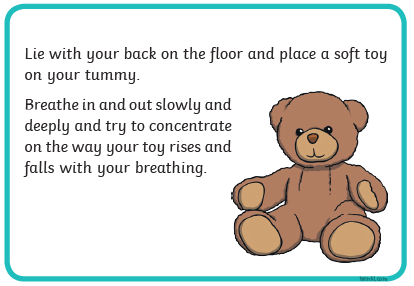 Lie with your back on the floor and place a soft toy
on your tummy.
Breathe in and out slowly and
deeply and try to concentrate
on the way your toy rises and
falls with your breathing.